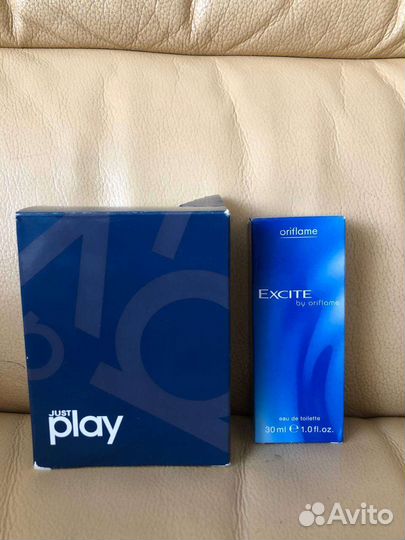 JUST
play
oriflame
EXCITE
by oriflame
eau de toilette
30 ml ℮ 1.0 fl.oz.
Avito